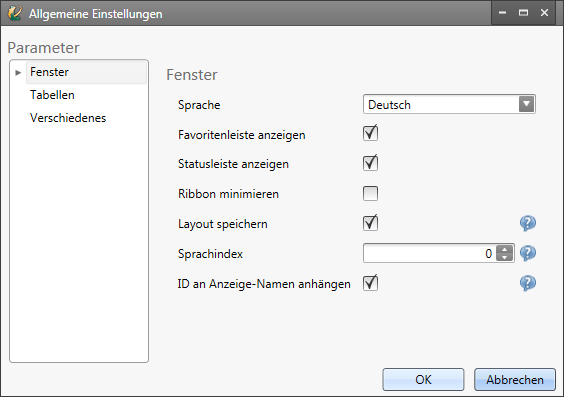 Allgemeine Einstellungen
Parameter
Fenster
Tabellen
Verschiedenes
Fenster
Sprache Deutsch
Favoritenleiste anzeigen
Statusleiste anzeigen
Ribbon minimieren
Layout speichern ?
Sprachindex 0 ?
ID an Anzeige-Namen anhängen ?
OK Abbrechen